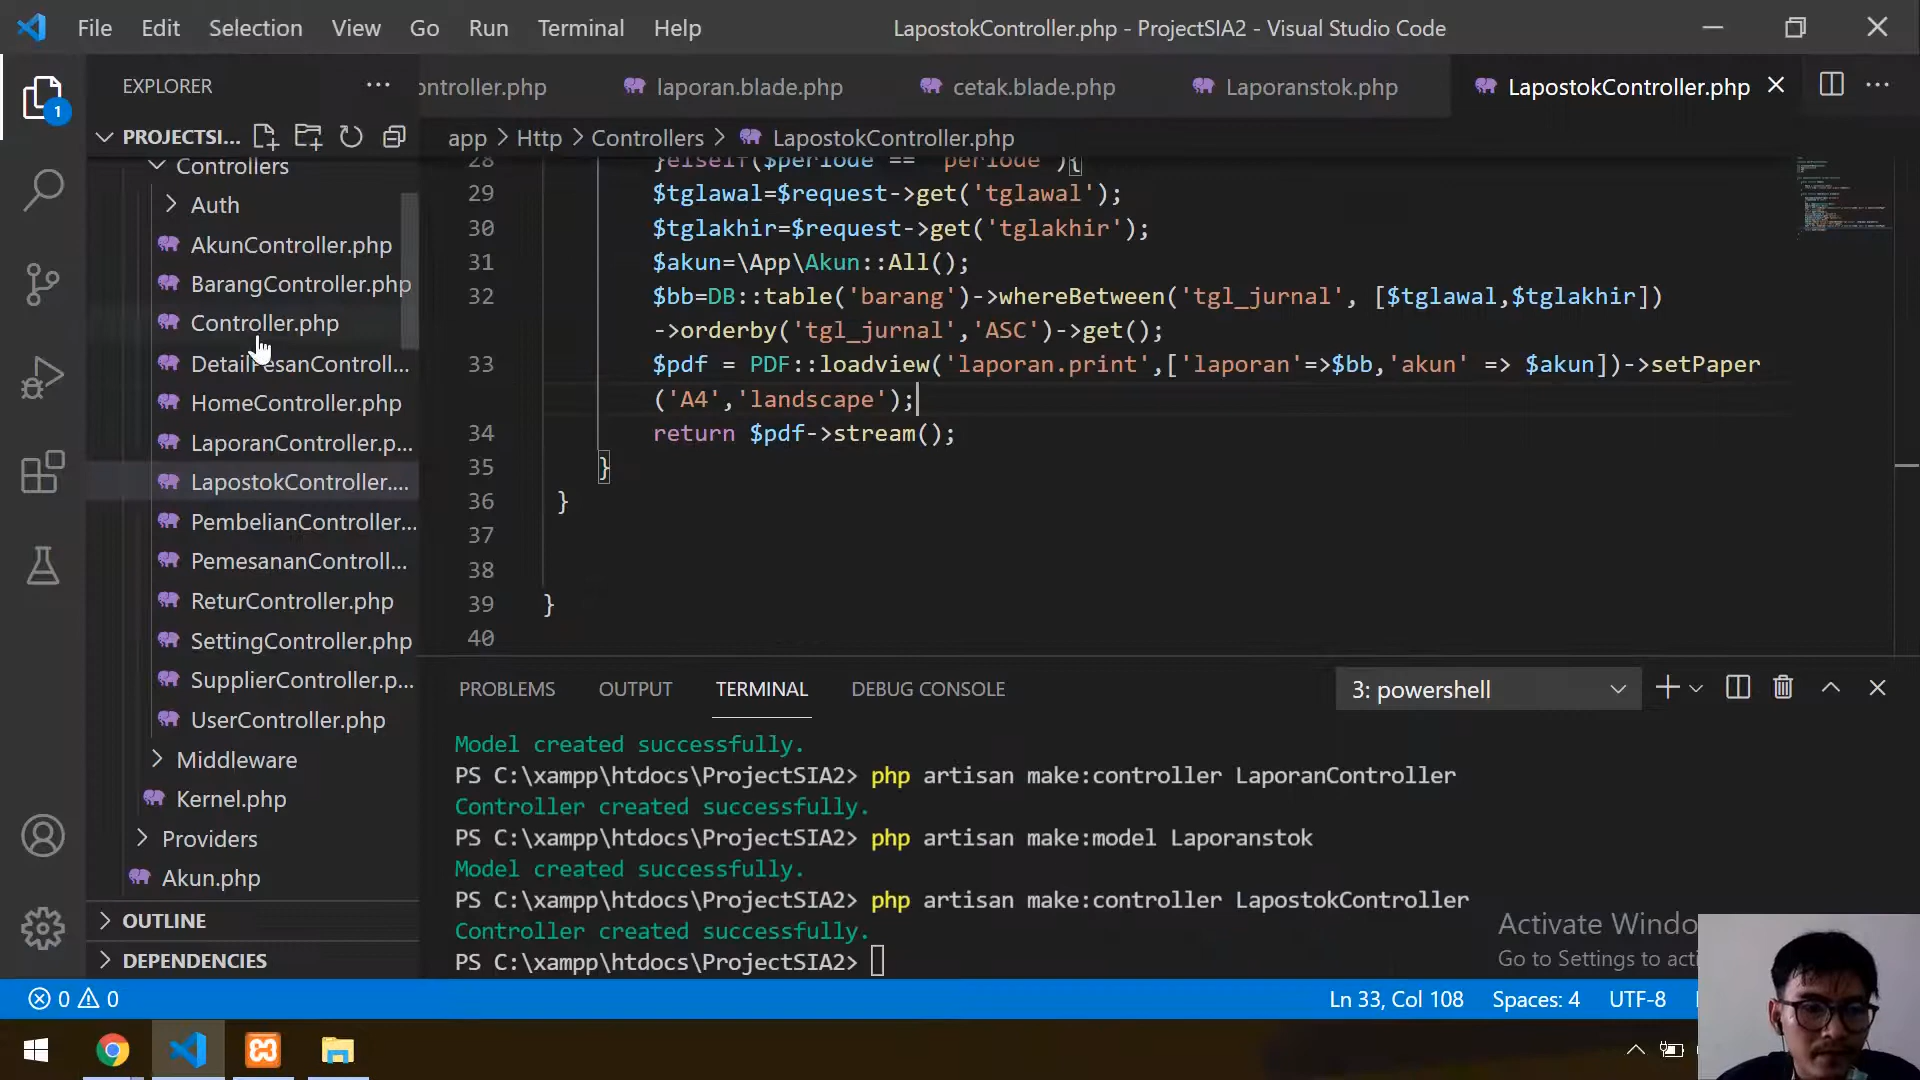 File Edit Selection View Go Run Terminal Help
LapostokController.php - ProjectSIA2 - Visual Studio Code
EXPLORER
ontroller.php
laporan.blade.php
cetak.blade.php
Laporanstok.php
LapostokController.php
1
PROJECTSI...
app > Http > Controllers > LapostokController.php
Controllers
Auth
AkunController.php
BarangController.php
Controller.php
DetailPesanControll...
HomeController.php
LaporanController.p...
LapostokController....
PembelianController...
PemesananControll...
ReturController.php
SettingController.php
SupplierController.p...
UserController.php
Middleware
Kernel.php
Providers
Akun.php
OUTLINE
DEPENDENCIES
28 }elseif($periode == 'periode'){
29 $tglawal=$request->get('tglawal');
30 $tglakhir=$request->get('tglakhir');
31 $akun=\App\Akun::All();
32 $bb=DB::table('barang')->whereBetween('tgl_jurnal', [$tglawal,$tglakhir])
->orderby('tgl_jurnal','ASC')->get();
33 $pdf = PDF::loadview('laporan.print',['laporan'=>$bb,'akun' => $akun])->setPaper
('A4','landscape');
34 return $pdf->stream();
35 }
36 }
37
38
39 }
40
PROBLEMS OUTPUT TERMINAL DEBUG CONSOLE
3: powershell
Model created successfully.
PS C:\xampp\htdocs\ProjectSIA2> php artisan make:controller LaporanController
Controller created successfully.
PS C:\xampp\htdocs\ProjectSIA2> php artisan make:model Laporanstok
Model created successfully.
PS C:\xampp\htdocs\ProjectSIA2> php artisan make:controller LapostokController
Controller created successfully.
PS C:\xampp\htdocs\ProjectSIA2>
Activate Windo
Go to Settings to acti
0 0
Ln 33, Col 108 Spaces: 4 UTF-8